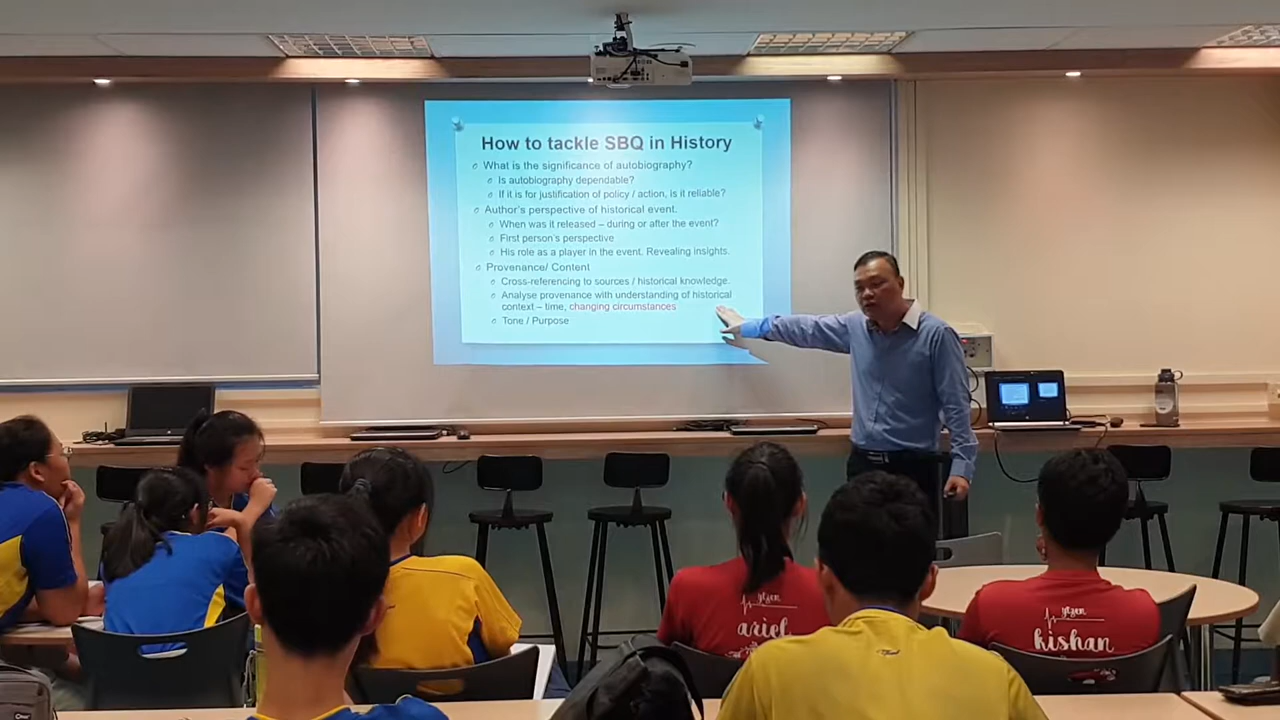 How to tackle SBQ in History
What is the significance of autobiography?
Is autobiography dependable?
If it is for justification of policy / action, is it reliable?
Author's perspective of historical event.
When was it released – during or after the event?
First person's perspective
His role as a player in the event. Revealing insights.
Provenance/ Content
Cross-referencing to sources / historical knowledge.
Analyse provenance with understanding of historical
context – time, changing circumstances
Tone / Purpose
ytzen
ariel
ytzen
kishan